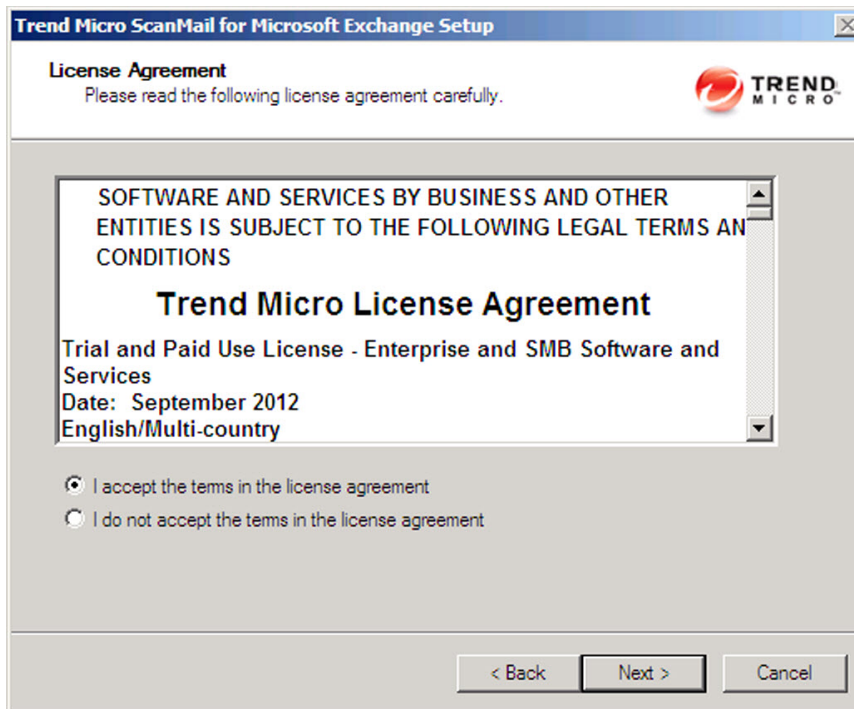 Trend Micro ScanMail for Microsoft Exchange Setup
License Agreement
Please read the following license agreement carefully.
TREND
MICRO™
SOFTWARE AND SERVICES BY BUSINESS AND OTHER
ENTITIES IS SUBJECT TO THE FOLLOWING LEGAL TERMS AN
CONDITIONS
Trend Micro License Agreement
Trial and Paid Use License - Enterprise and SMB Software and
Services
Date: September 2012
English/Multi-country
I accept the terms in the license agreement
I do not accept the terms in the license agreement
< Back
Next >
Cancel